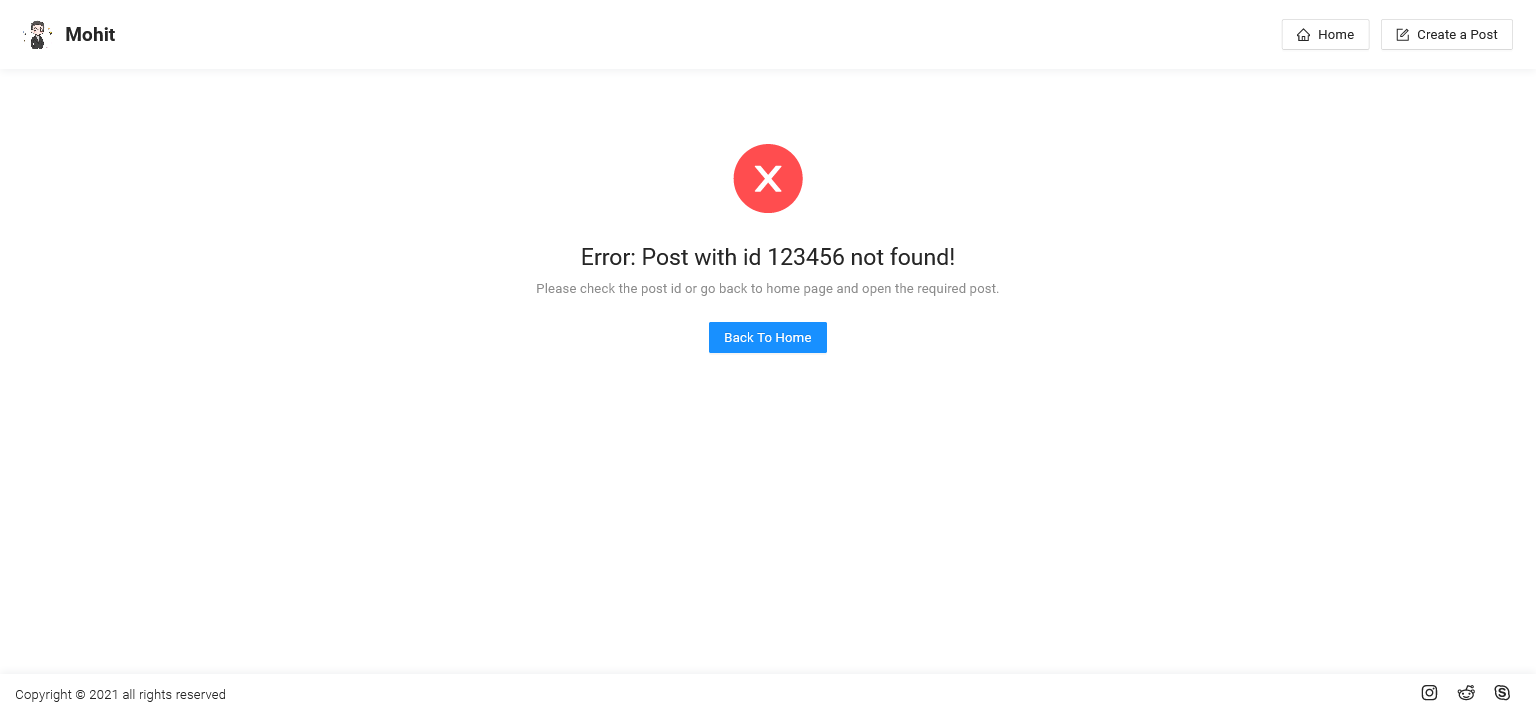 Mohit
Home
Create a Post
Error: Post with id 123456 not found!
Please check the post id or go back to home page and open the required post.
Back To Home
Copyright © 2021 all rights reserved